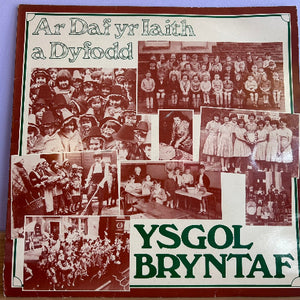 Ar Daf yr Iaith
a Dyfodd
YSGOL
BRYNTAF